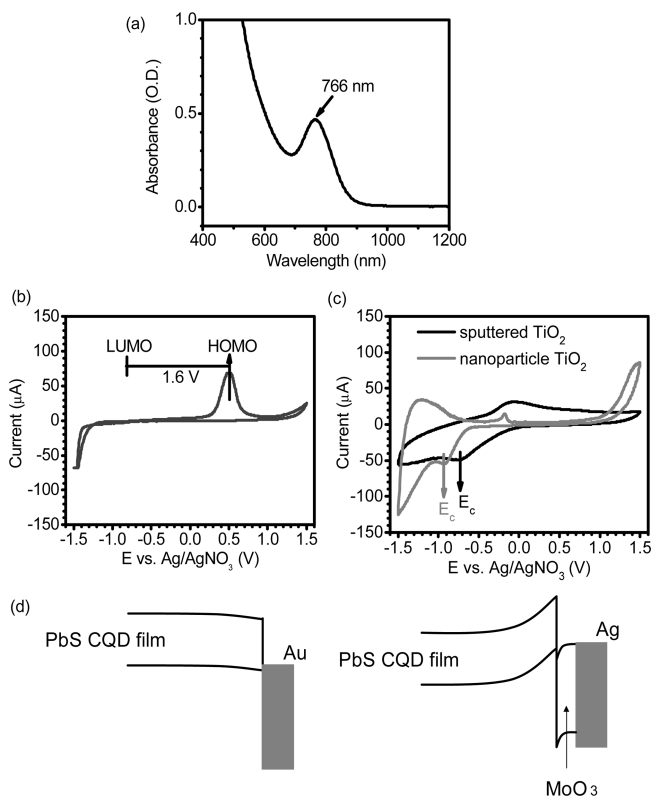 (a)
1.0
0.5
0.0
Absorbance (O.D.)
766 nm
400 600 800 1000 1200
Wavelength (nm)
(b)
150
100
50
0
-50
-100
-150
Current (μA)
LUMO HOMO
1.6 V
-1.5 -1.0 -0.5 0.0 0.5 1.0 1.5
E vs. Ag/AgNO3 (V)
(c)
150
100
50
0
-50
-100
-150
Current (μA)
sputtered TiO2
nanoparticle TiO2
Ec Ec
-1.5 -1.0 -0.5 0.0 0.5 1.0 1.5
E vs. Ag/AgNO3 (V)
(d)
PbS CQD film
Au
PbS CQD film
Ag
MoO3